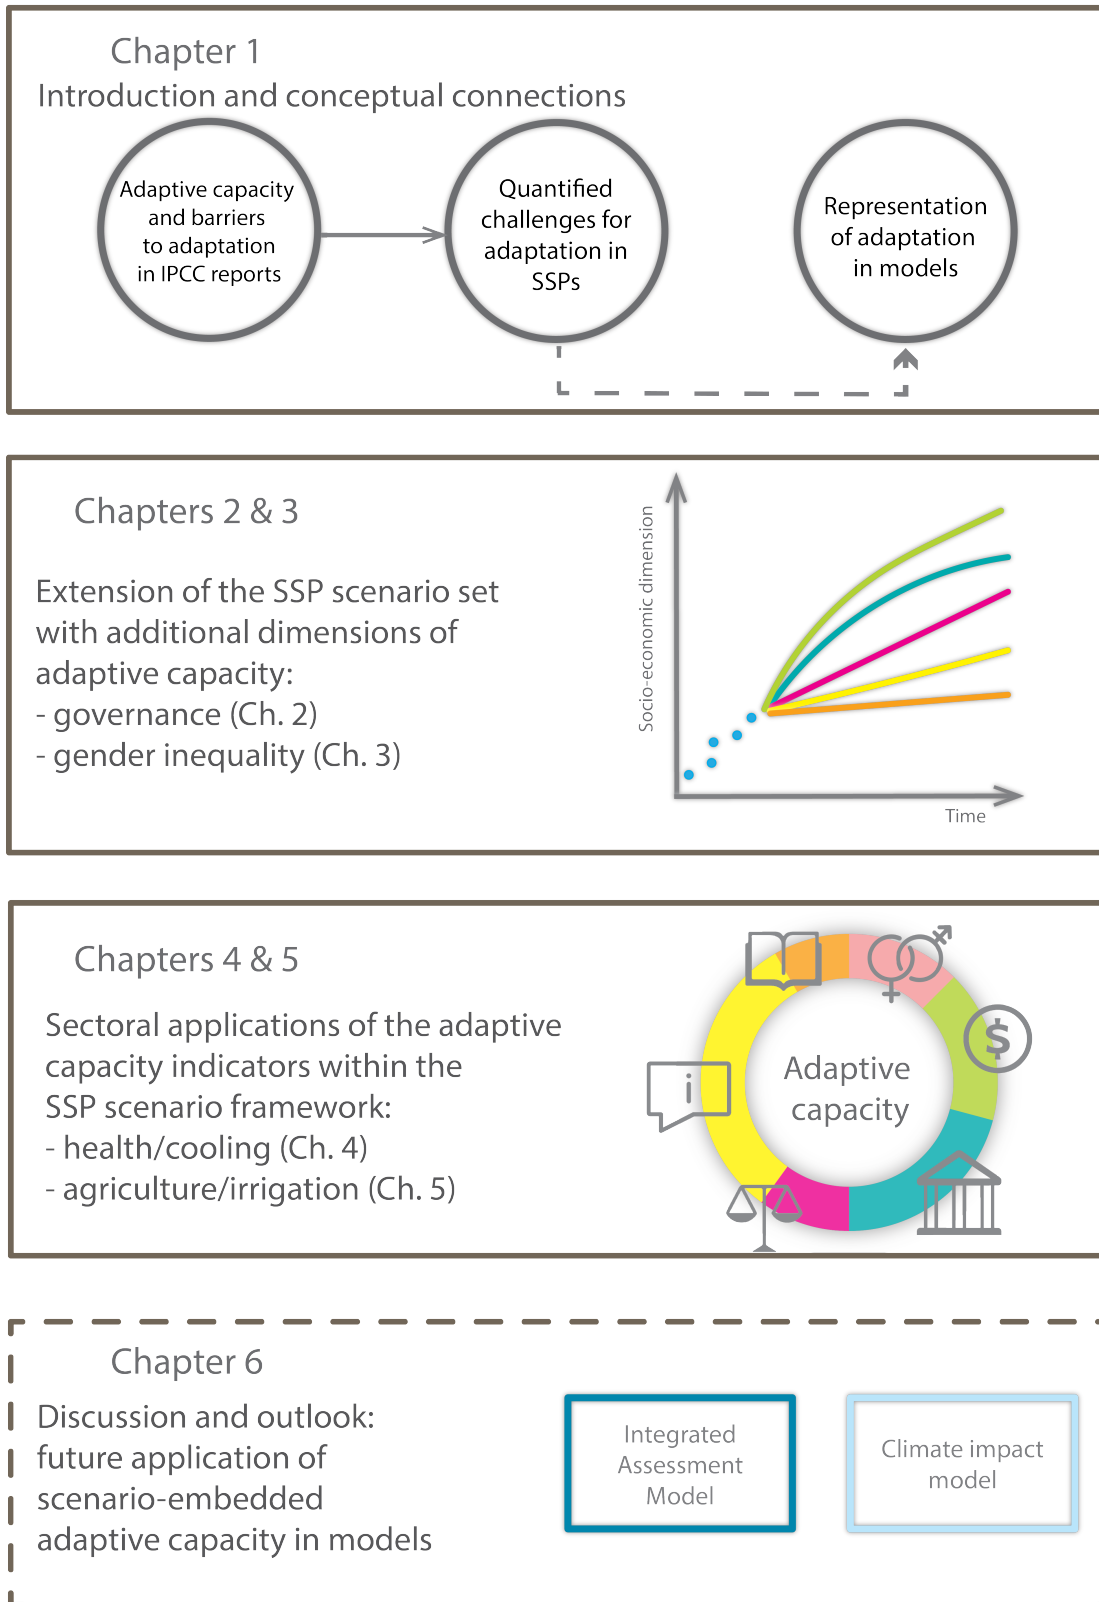 Chapter 1
Introduction and conceptual connections
Adaptive capacity
and barriers
to adaptation
in IPCC reports
Quantified
challenges for
adaptation in
SSPs
Representation
of adaptation
in models
Chapters 2 & 3
Extension of the SSP scenario set
with additional dimensions of
adaptive capacity:
- governance (Ch. 2)
- gender inequality (Ch. 3)
Socio-economic dimension
Time
Chapters 4 & 5
Sectoral applications of the adaptive
capacity indicators within the
SSP scenario framework:
- health/cooling (Ch. 4)
- agriculture/irrigation (Ch. 5)
i
$
Adaptive
capacity
Chapter 6
Discussion and outlook:
future application of
scenario-embedded
adaptive capacity in models
Integrated
Assessment
Model
Climate impact
model